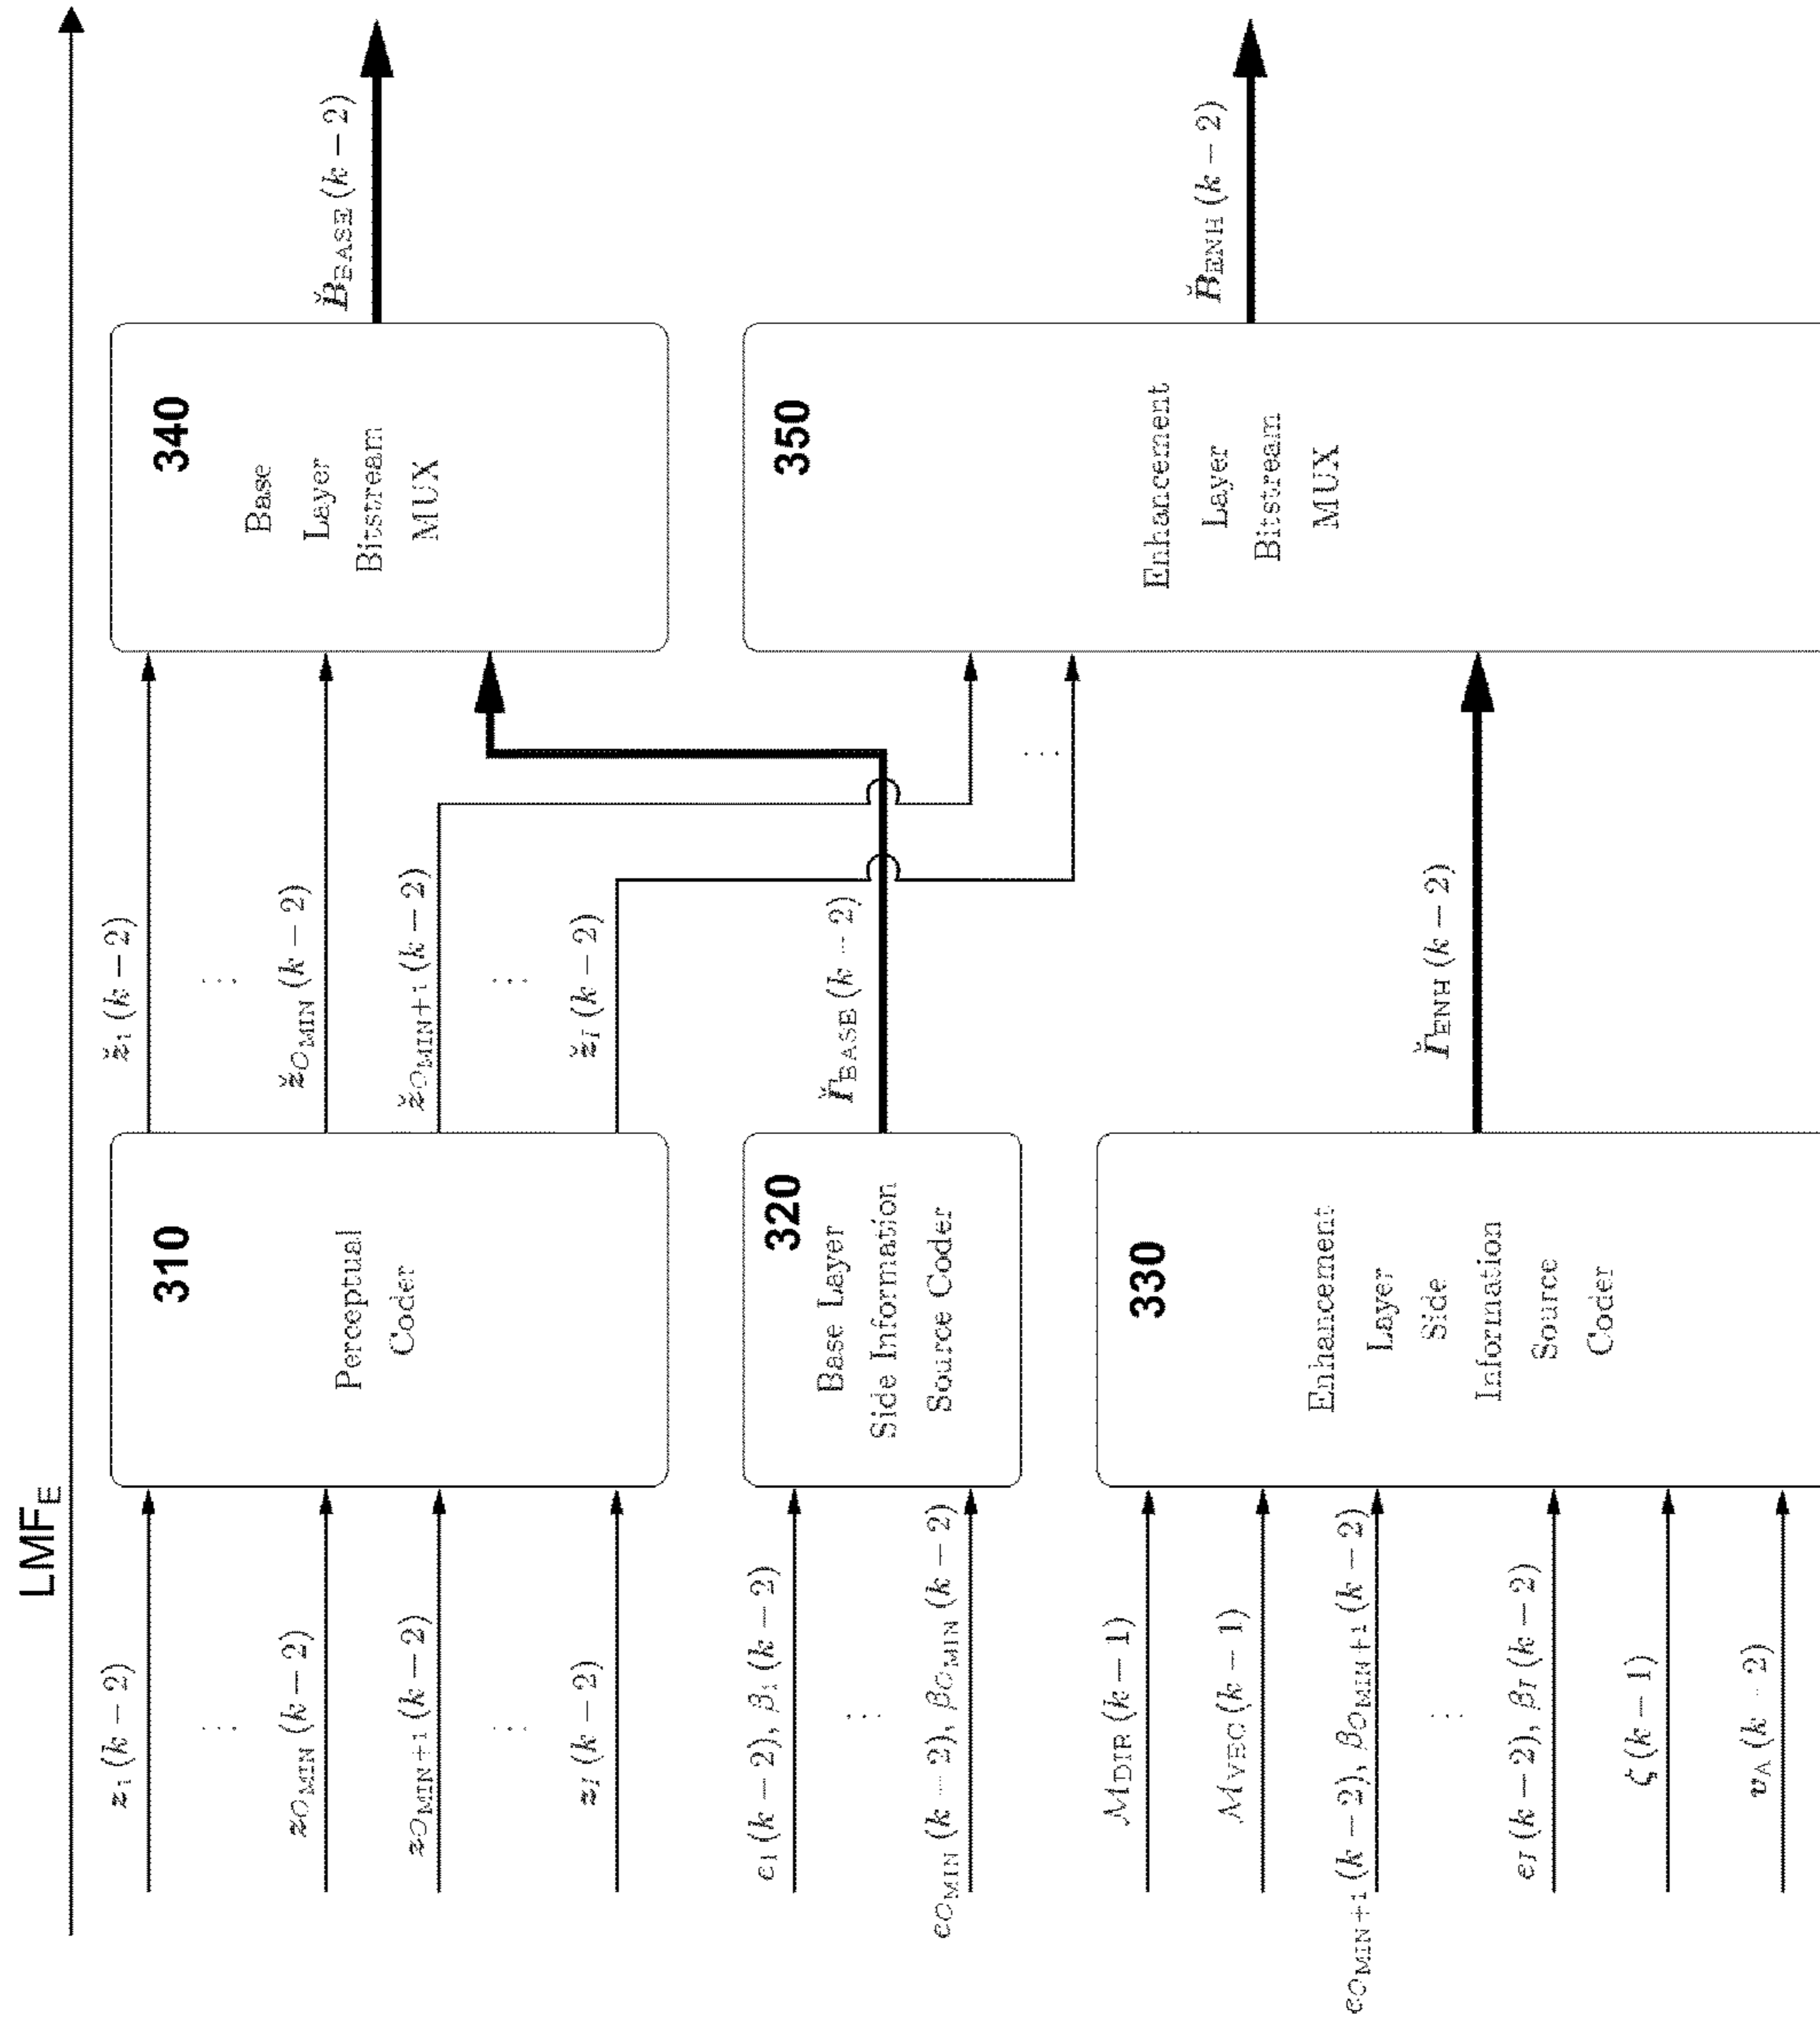 LMF_E
z_1(k − 2)
⋮
z_{O_MIN}(k − 2)
z_{O_MIN+1}(k − 2)
⋮
z_I(k − 2)
e_1(k − 2), β_1(k − 2)
⋮
e_{O_MIN}(k − 2), β_{O_MIN}(k − 2)
M_DIR(k − 1)
M_VEC(k − 1)
e_{O_MIN+1}(k − 2), β_{O_MIN+1}(k − 2)
⋮
e_I(k − 2), β_I(k − 2)
ζ(k − 1)
v_A(k − 2)
310
Perceptual
Coder
320
Base Layer
Side Information
Source Coder
330
Enhancement
Layer
Side
Information
Source
Coder
ž_1(k − 2)
⋮
ž_{O_MIN}(k − 2)
ž_{O_MIN+1}(k − 2)
⋮
ž_I(k − 2)
Γ̌_BASE(k − 2)
Γ̌_ENH(k − 2)
⋮
340
Base
Layer
Bitstream
MUX
350
Enhancement
Layer
Bitstream
MUX
B̌_BASE(k − 2)
B̌_ENH(k − 2)